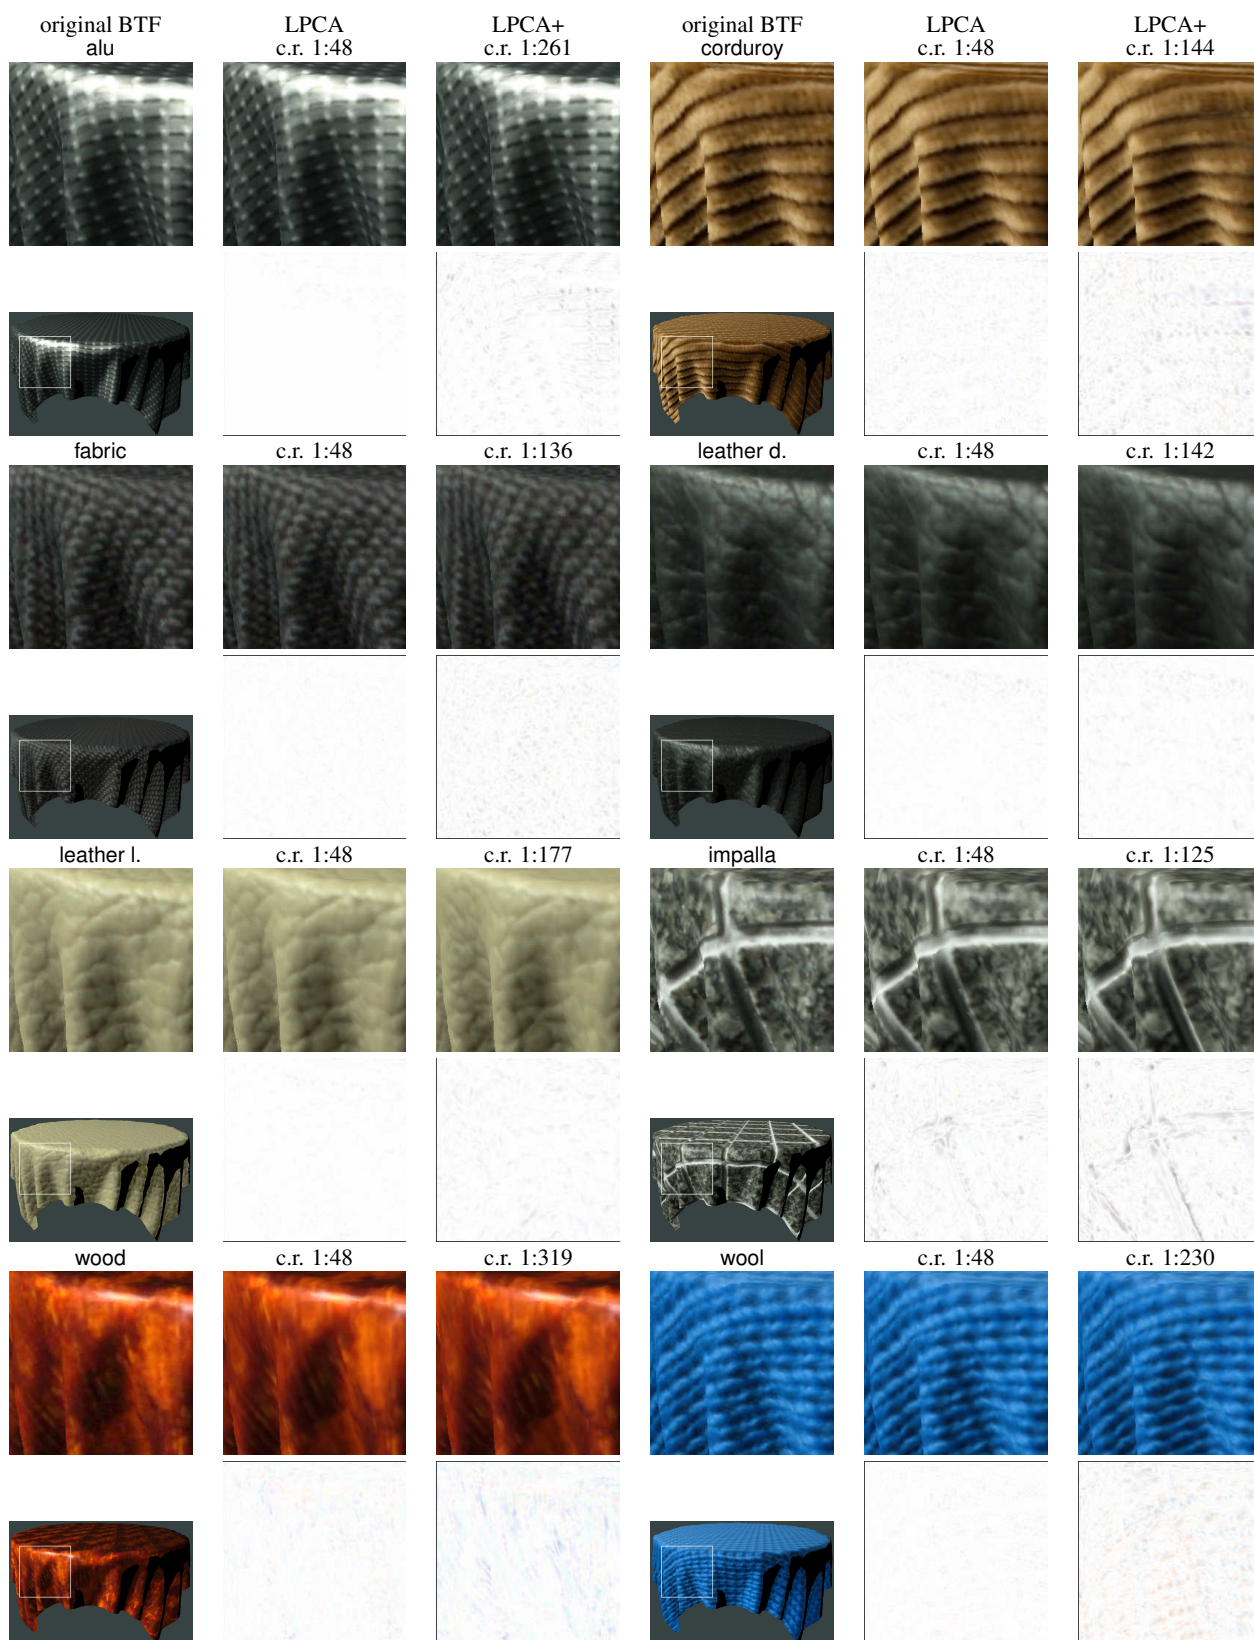 original BTF LPCA LPCA+ original BTF LPCA LPCA+
alu c.r. 1:48 c.r. 1:261 corduroy c.r. 1:48 c.r. 1:144
fabric c.r. 1:48 c.r. 1:136 leather d. c.r. 1:48 c.r. 1:142
leather l. c.r. 1:48 c.r. 1:177 impalla c.r. 1:48 c.r. 1:125
wood c.r. 1:48 c.r. 1:319 wool c.r. 1:48 c.r. 1:230